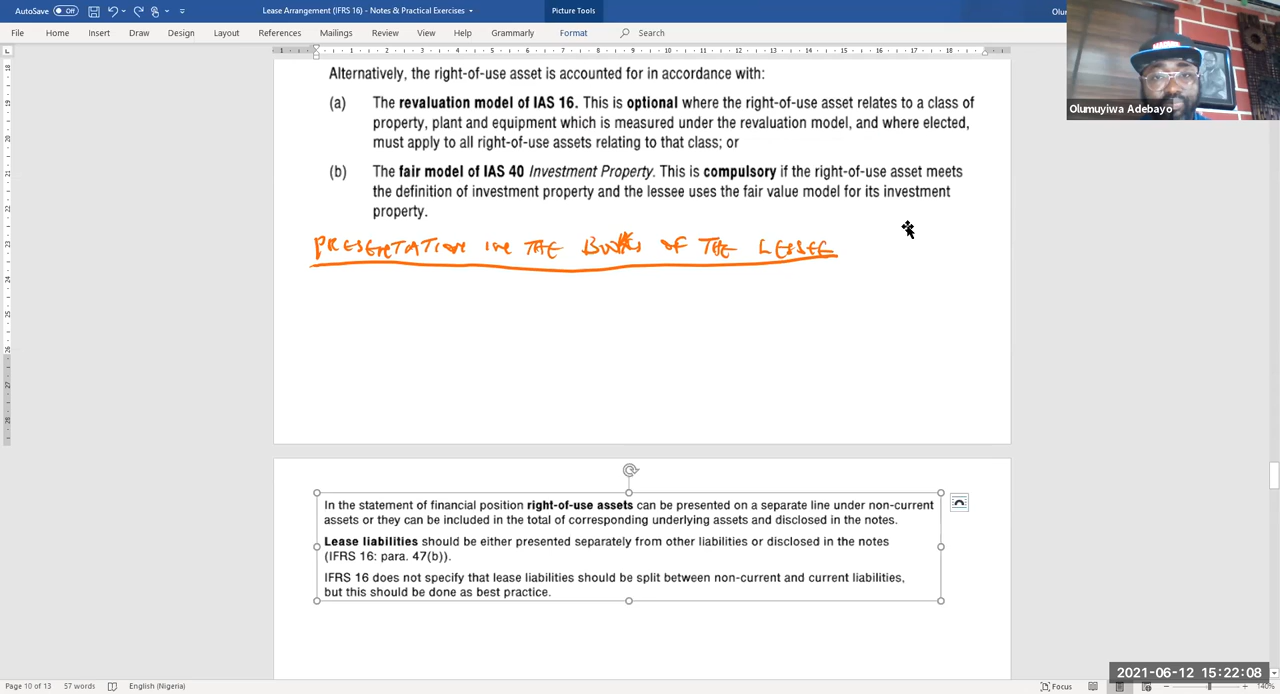 AutoSave Off
Lease Arrangement (IFRS 16) - Notes & Practical Exercises
Picture Tools
Olu
File Home Insert Draw Design Layout References Mailings Review View Help Grammarly Format Search
Olumuyiwa Adebayo
Alternatively, the right-of-use asset is accounted for in accordance with:
(a) The revaluation model of IAS 16. This is optional where the right-of-use asset relates to a class of
property, plant and equipment which is measured under the revaluation model, and where elected,
must apply to all right-of-use assets relating to that class; or
(b) The fair model of IAS 40 Investment Property. This is compulsory if the right-of-use asset meets
the definition of investment property and the lessee uses the fair value model for its investment
property.
PRESENTATION IN THE BOOKS OF THE LESSEE
In the statement of financial position right-of-use assets can be presented on a separate line under non-current
assets or they can be included in the total of corresponding underlying assets and disclosed in the notes.
Lease liabilities should be either presented separately from other liabilities or disclosed in the notes
(IFRS 16: para. 47(b)).
IFRS 16 does not specify that lease liabilities should be split between non-current and current liabilities,
but this should be done as best practice.
2021-06-12 15:22:08
Page 10 of 13 57 words English (Nigeria) Focus 140%